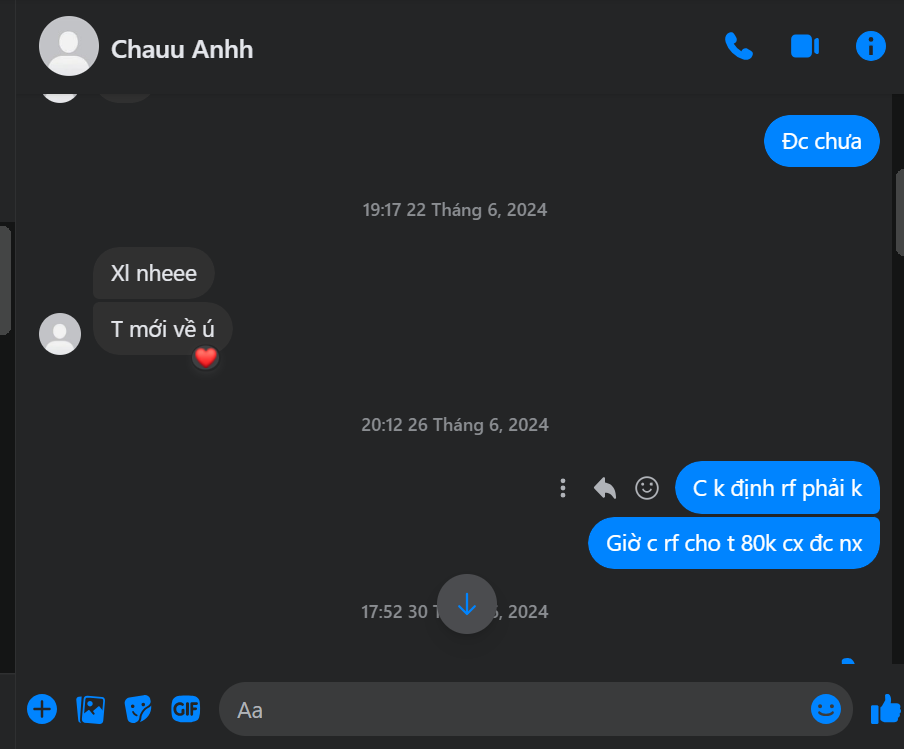 Chauu Anhh
Đc chưa
19:17 22 Tháng 6, 2024
Xl nheee
T mới về ú
20:12 26 Tháng 6, 2024
C k định rf phải k
Giờ c rf cho t 80k cx đc nx
17:52 30 , 2024
Aa
GIF